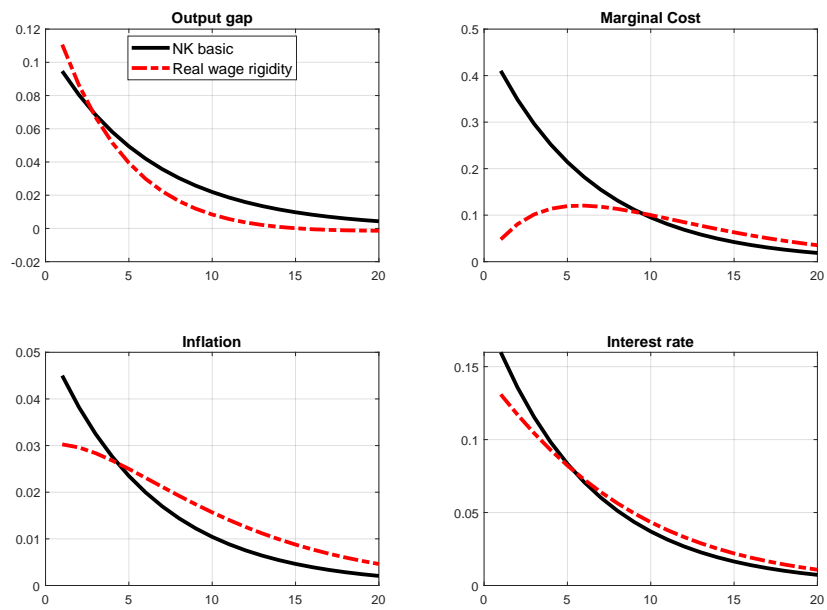 Output gap
0.12
0.1
0.08
0.06
0.04
0.02
0
-0.02
0 5 10 15 20
NK basic
Real wage rigidity
Marginal Cost
0.5
0.4
0.3
0.2
0.1
0
0 5 10 15 20
Inflation
0.05
0.04
0.03
0.02
0.01
0
0 5 10 15 20
Interest rate
0.15
0.1
0.05
0
0 5 10 15 20